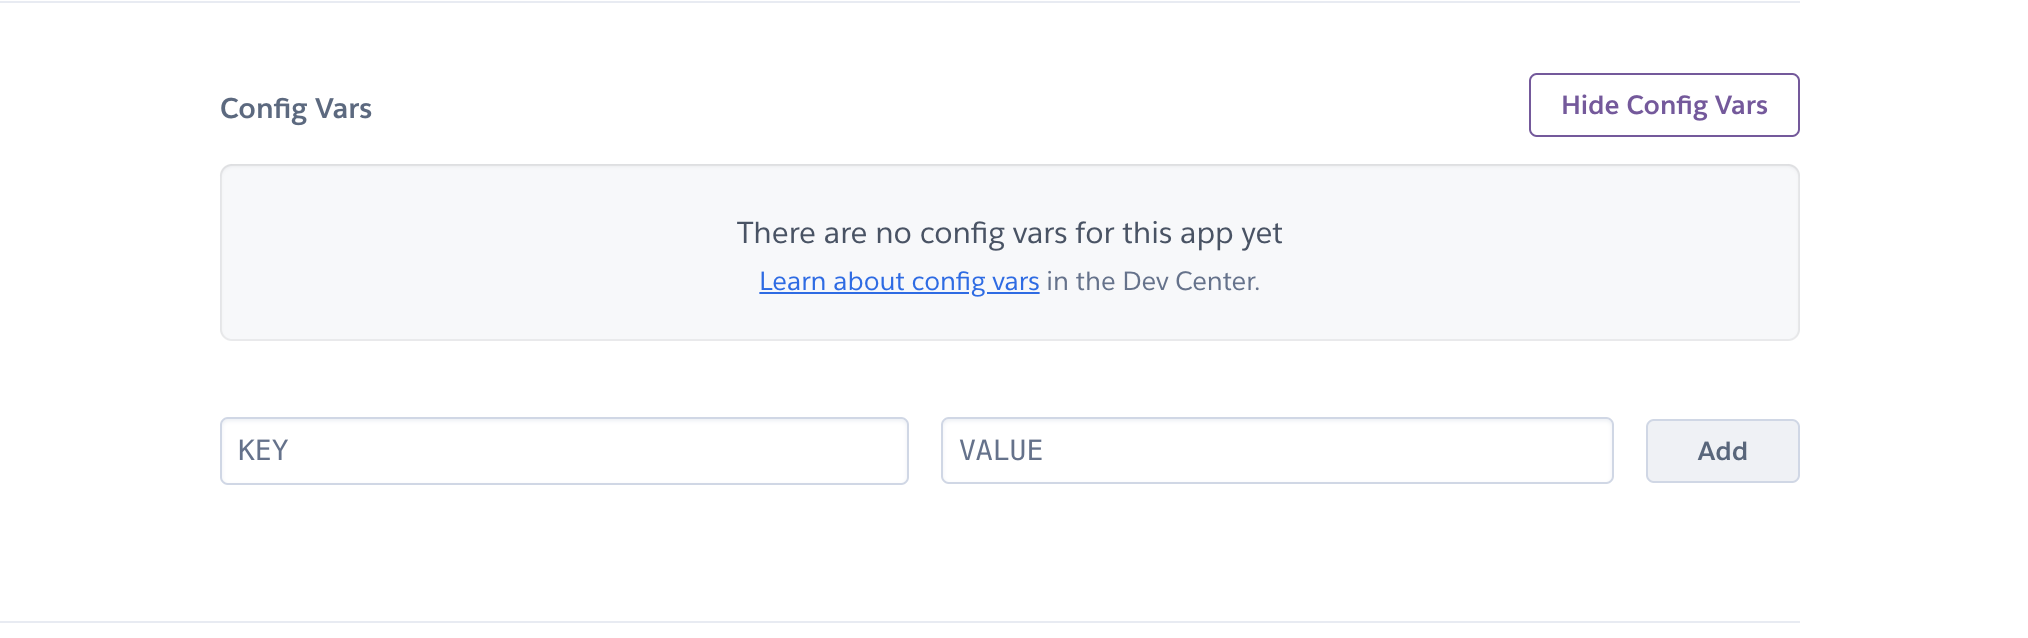 Config Vars
Hide Config Vars
There are no config vars for this app yet
Learn about config vars in the Dev Center.
KEY
VALUE
Add